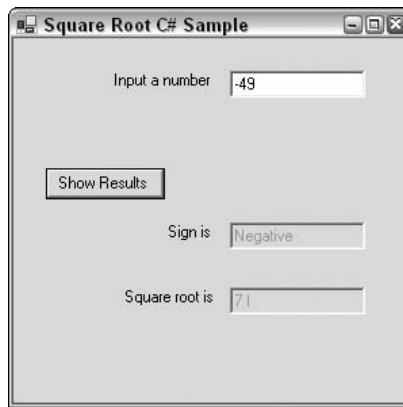 Square Root C# Sample
Input a number -49
Show Results
Sign is Negative
Square root is 7 I